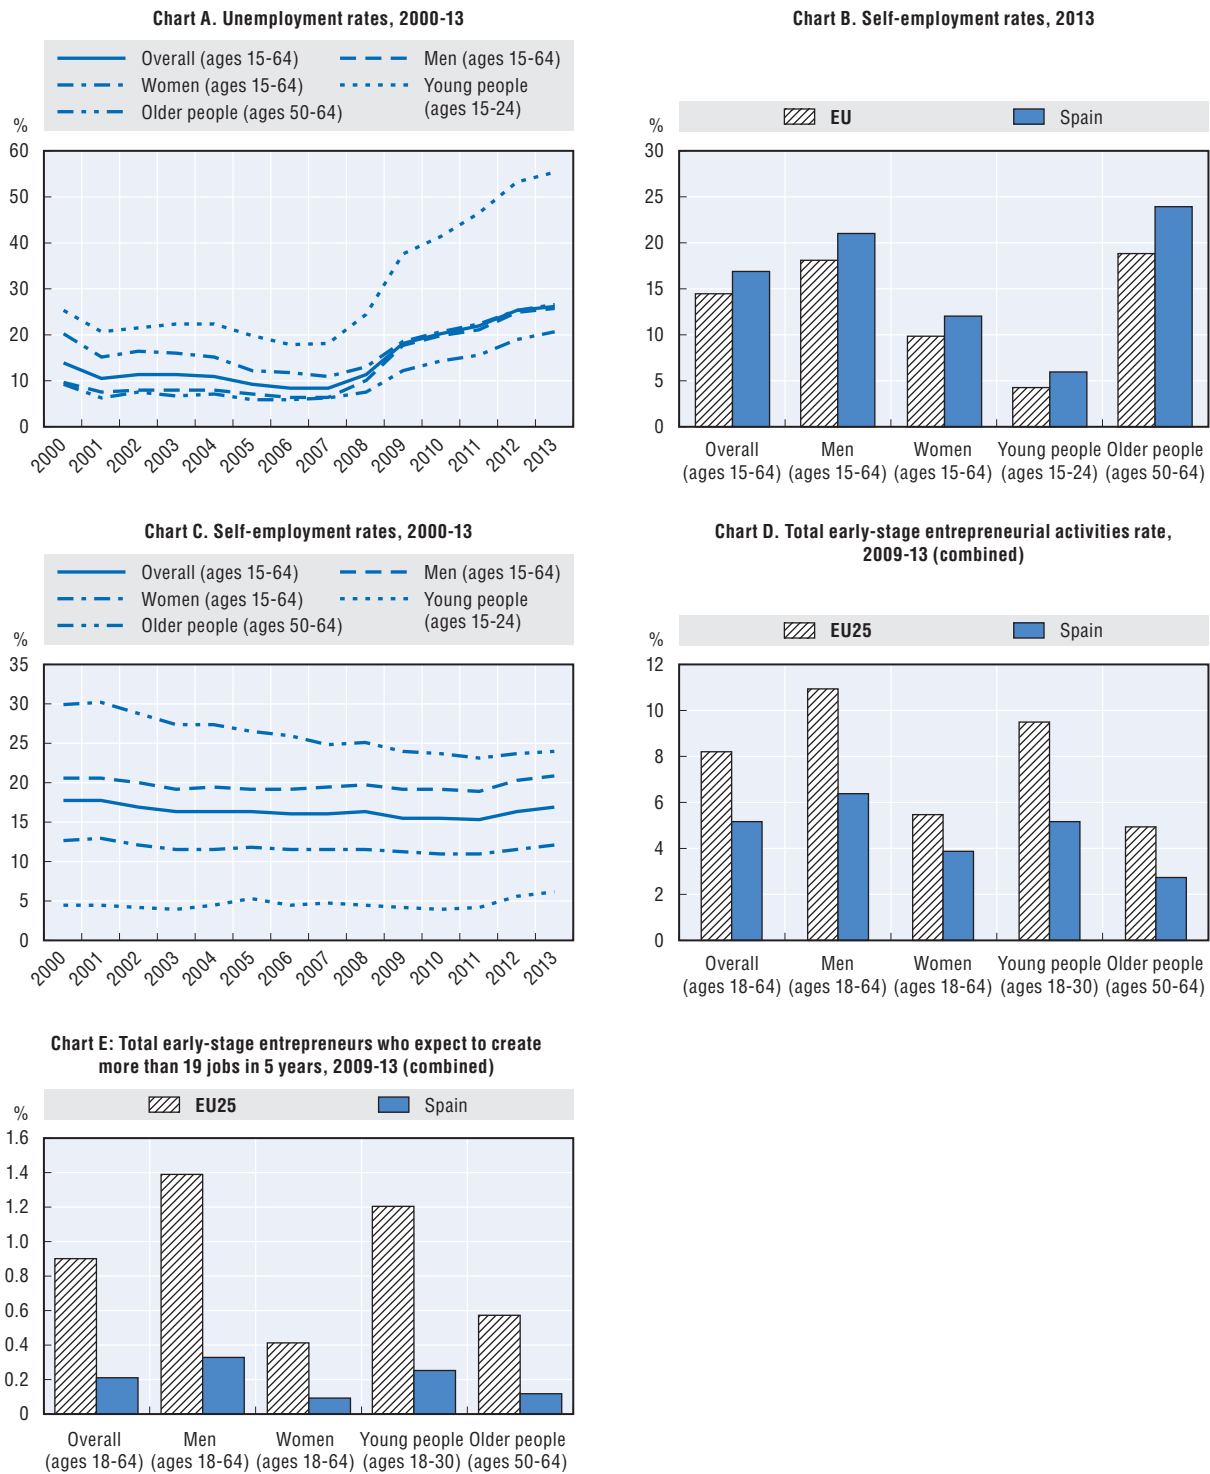 Chart A. Unemployment rates, 2000-13
Overall (ages 15-64)
Men (ages 15-64)
Women (ages 15-64)
Young people
(ages 15-24)
Older people (ages 50-64)
%
60
50
40
30
20
10
0
2000
2001
2002
2003
2004
2005
2006
2007
2008
2009
2010
2011
2012
2013
Chart B. Self-employment rates, 2013
EU
Spain
%
30
25
20
15
10
5
0
Overall
(ages 15-64)
Men
(ages 15-64)
Women
(ages 15-64)
Young people
(ages 15-24)
Older people
(ages 50-64)
Chart C. Self-employment rates, 2000-13
Overall (ages 15-64)
Men (ages 15-64)
Women (ages 15-64)
Young people
(ages 15-24)
Older people (ages 50-64)
%
35
30
25
20
15
10
5
0
2000
2001
2002
2003
2004
2005
2006
2007
2008
2009
2010
2011
2012
2013
Chart D. Total early-stage entrepreneurial activities rate,
2009-13 (combined)
EU25
Spain
%
12
10
8
6
4
2
0
Overall
(ages 18-64)
Men
(ages 18-64)
Women
(ages 18-64)
Young people
(ages 18-30)
Older people
(ages 50-64)
Chart E: Total early-stage entrepreneurs who expect to create
more than 19 jobs in 5 years, 2009-13 (combined)
EU25
Spain
%
1.6
1.4
1.2
1.0
0.8
0.6
0.4
0.2
0
Overall
(ages 18-64)
Men
(ages 18-64)
Women
(ages 18-64)
Young people
(ages 18-30)
Older people
(ages 50-64)